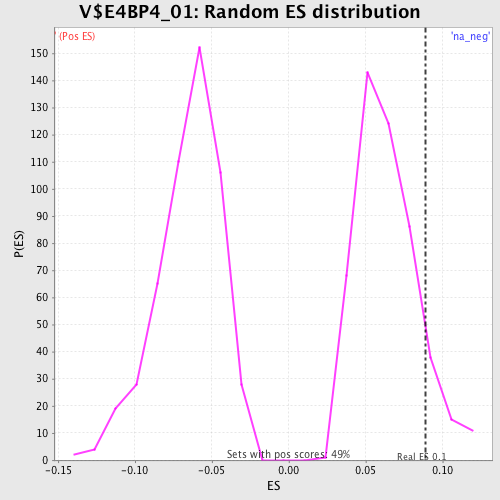 V$E4BP4_01: Random ES distribution
(Pos ES)
'na_neg'
P(ES)
150
140
130
120
110
100
90
80
70
60
50
40
30
20
10
0
Sets with pos scores: 49%
Real ES 0.1
-0.15 -0.10 -0.05 0.00 0.05 0.10
ES